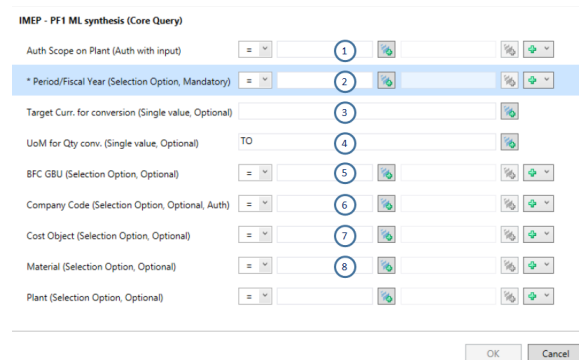 IMEP - PF1 ML synthesis (Core Query)
Auth Scope on Plant (Auth with input) = 1
* Period/Fiscal Year (Selection Option, Mandatory) = 2
Target Curr. for conversion (Single value, Optional) 3
UoM for Qty conv. (Single value, Optional) TO 4
BFC GBU (Selection Option, Optional) = 5
Company Code (Selection Option, Optional, Auth) = 6
Cost Object (Selection Option, Optional) = 7
Material (Selection Option, Optional) = 8
Plant (Selection Option, Optional) =
OK Cancel